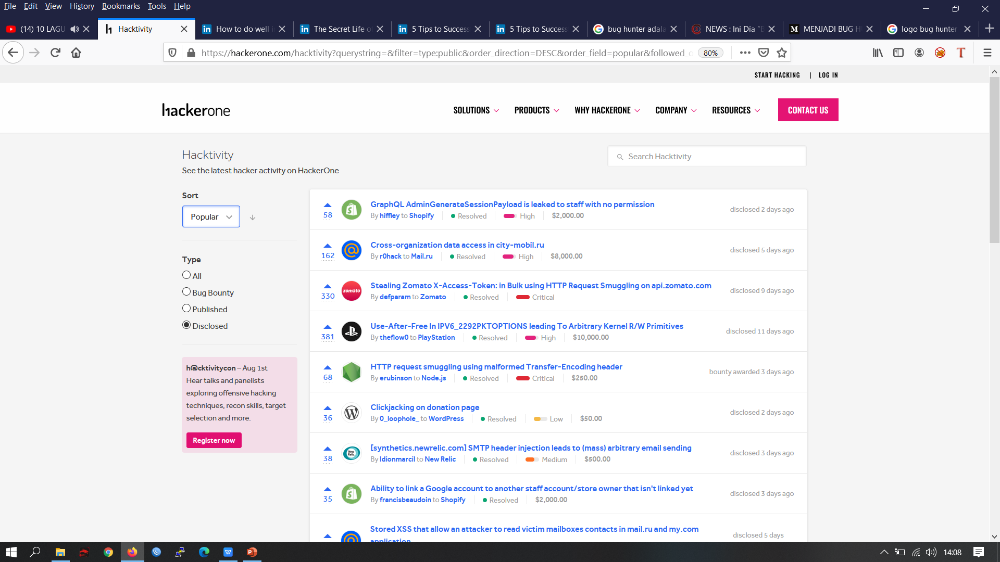 File Edit View History Bookmarks Tools Help
(14) 10 LAGU
Hacktivity
How to do well i
The Secret Life o
5 Tips to Success
5 Tips to Success
bug hunter adala
NEWS : Ini Dia "B
MENJADI BUG H
logo bug hunter
https://hackerone.com/hacktivity?querystring=&filter=type:public&order_direction=DESC&order_field=popular&followed_o
80%
START HACKING | LOG IN
hackerone
SOLUTIONS PRODUCTS WHY HACKERONE COMPANY RESOURCES CONTACT US
Hacktivity
See the latest hacker activity on HackerOne
Search Hacktivity
Sort
Popular
Type
All
Bug Bounty
Published
Disclosed
h@cktivitycon – Aug 1st
Hear talks and panelists
exploring offensive hacking
techniques, recon skills, target
selection and more.
Register now
58
GraphQL AdminGenerateSessionPayload is leaked to staff with no permission
By hiffley to Shopify Resolved High $2,000.00
disclosed 2 days ago
162
Cross-organization data access in city-mobil.ru
By r0hack to Mail.ru Resolved High $8,000.00
disclosed 5 days ago
330
zomato
Stealing Zomato X-Access-Token: in Bulk using HTTP Request Smuggling on api.zomato.com
By defparam to Zomato Resolved Critical
disclosed 9 days ago
381
Use-After-Free In IPV6_2292PKTOPTIONS leading To Arbitrary Kernel R/W Primitives
By theflow0 to PlayStation Resolved High $10,000.00
disclosed 11 days ago
68
HTTP request smuggling using malformed Transfer-Encoding header
By erubinson to Node.js Resolved Critical $250.00
bounty awarded 3 days ago
36
Clickjacking on donation page
By 0_loophole_ to WordPress Resolved Low $50.00
disclosed 2 days ago
38
New Relic.
[synthetics.newrelic.com] SMTP header injection leads to (mass) arbitrary email sending
By ldionmarcil to New Relic Resolved Medium $500.00
disclosed 3 days ago
35
Ability to link a Google account to another staff account/store owner that isn't linked yet
By francisbeaudoin to Shopify Resolved $2,000.00
disclosed 3 days ago
Stored XSS that allow an attacker to read victim mailboxes contacts in mail.ru and my.com
application
disclosed 5 days
14:08